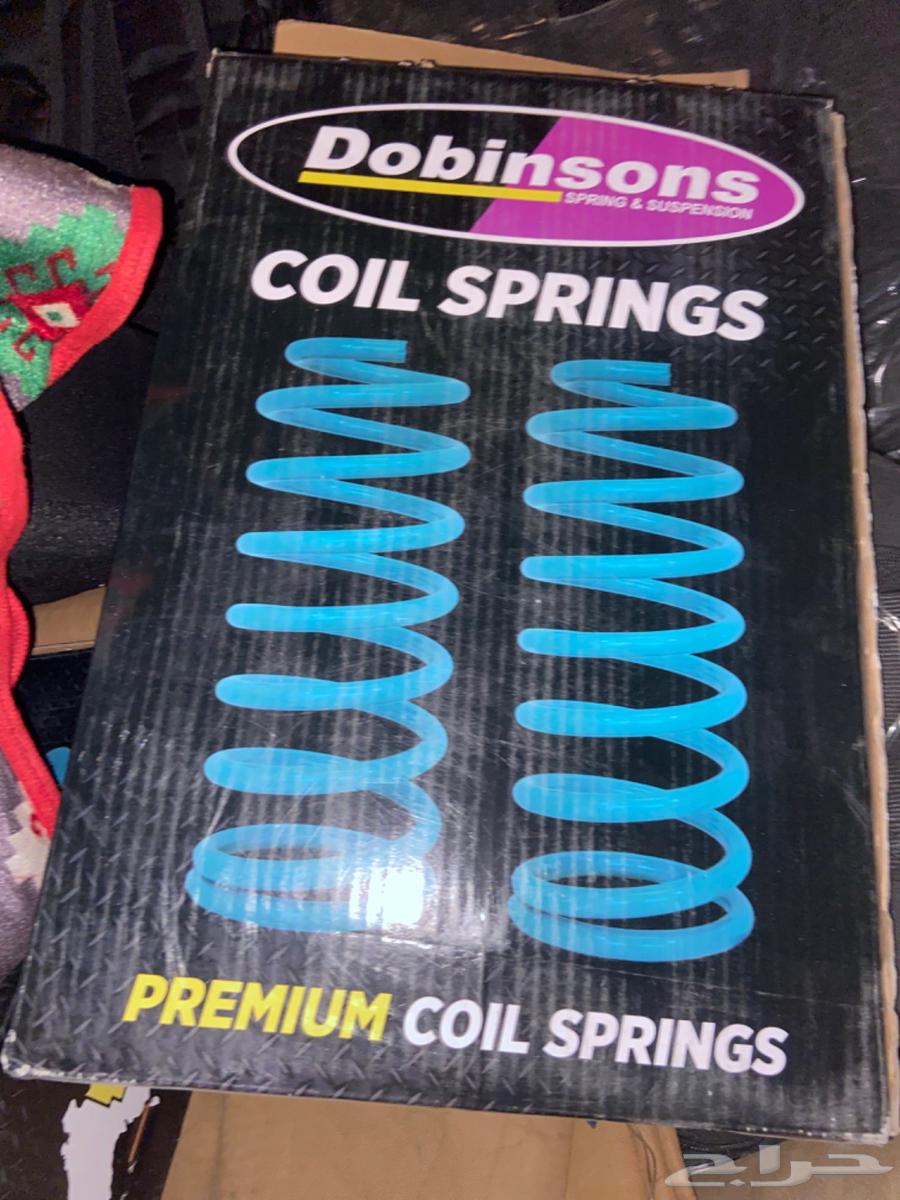 Dobinsons
SPRING & SUSPENSION
COIL SPRINGS
PREMIUM COIL SPRINGS
حراج